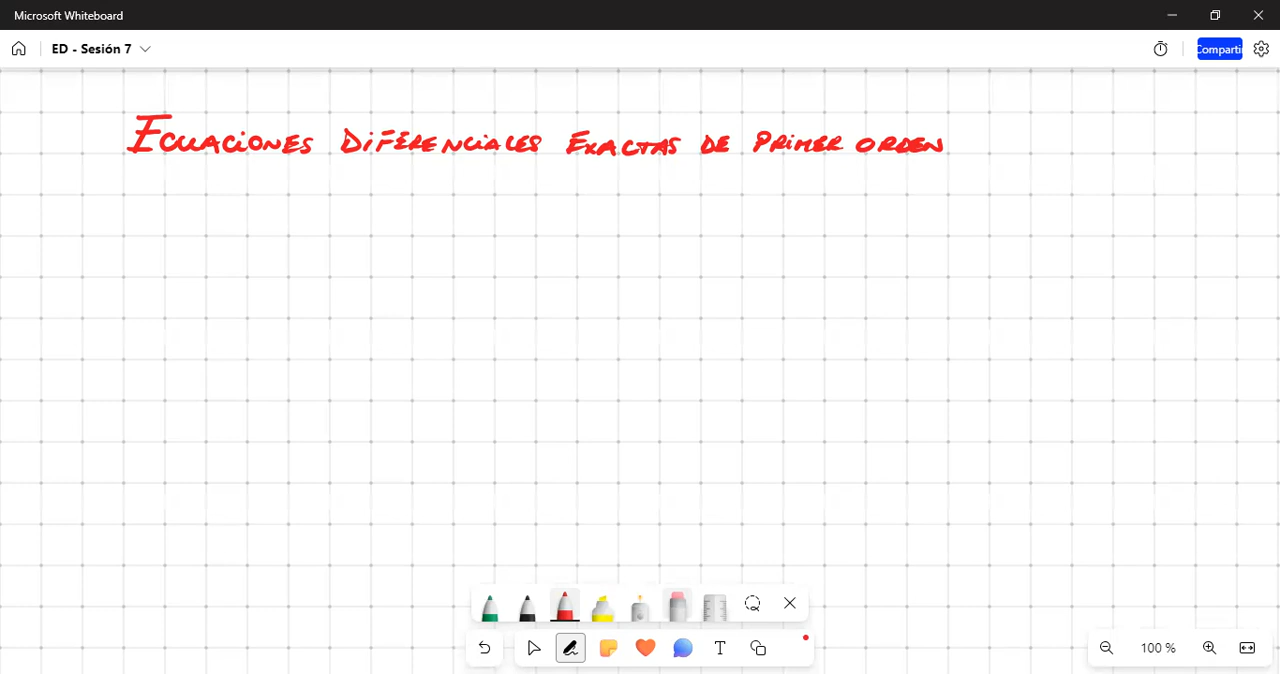 Microsoft Whiteboard
ED - Sesión 7
Comparti
ECUACIONES DIFERENCIALES EXACTAS DE PRIMER ORDEN
T
100 %